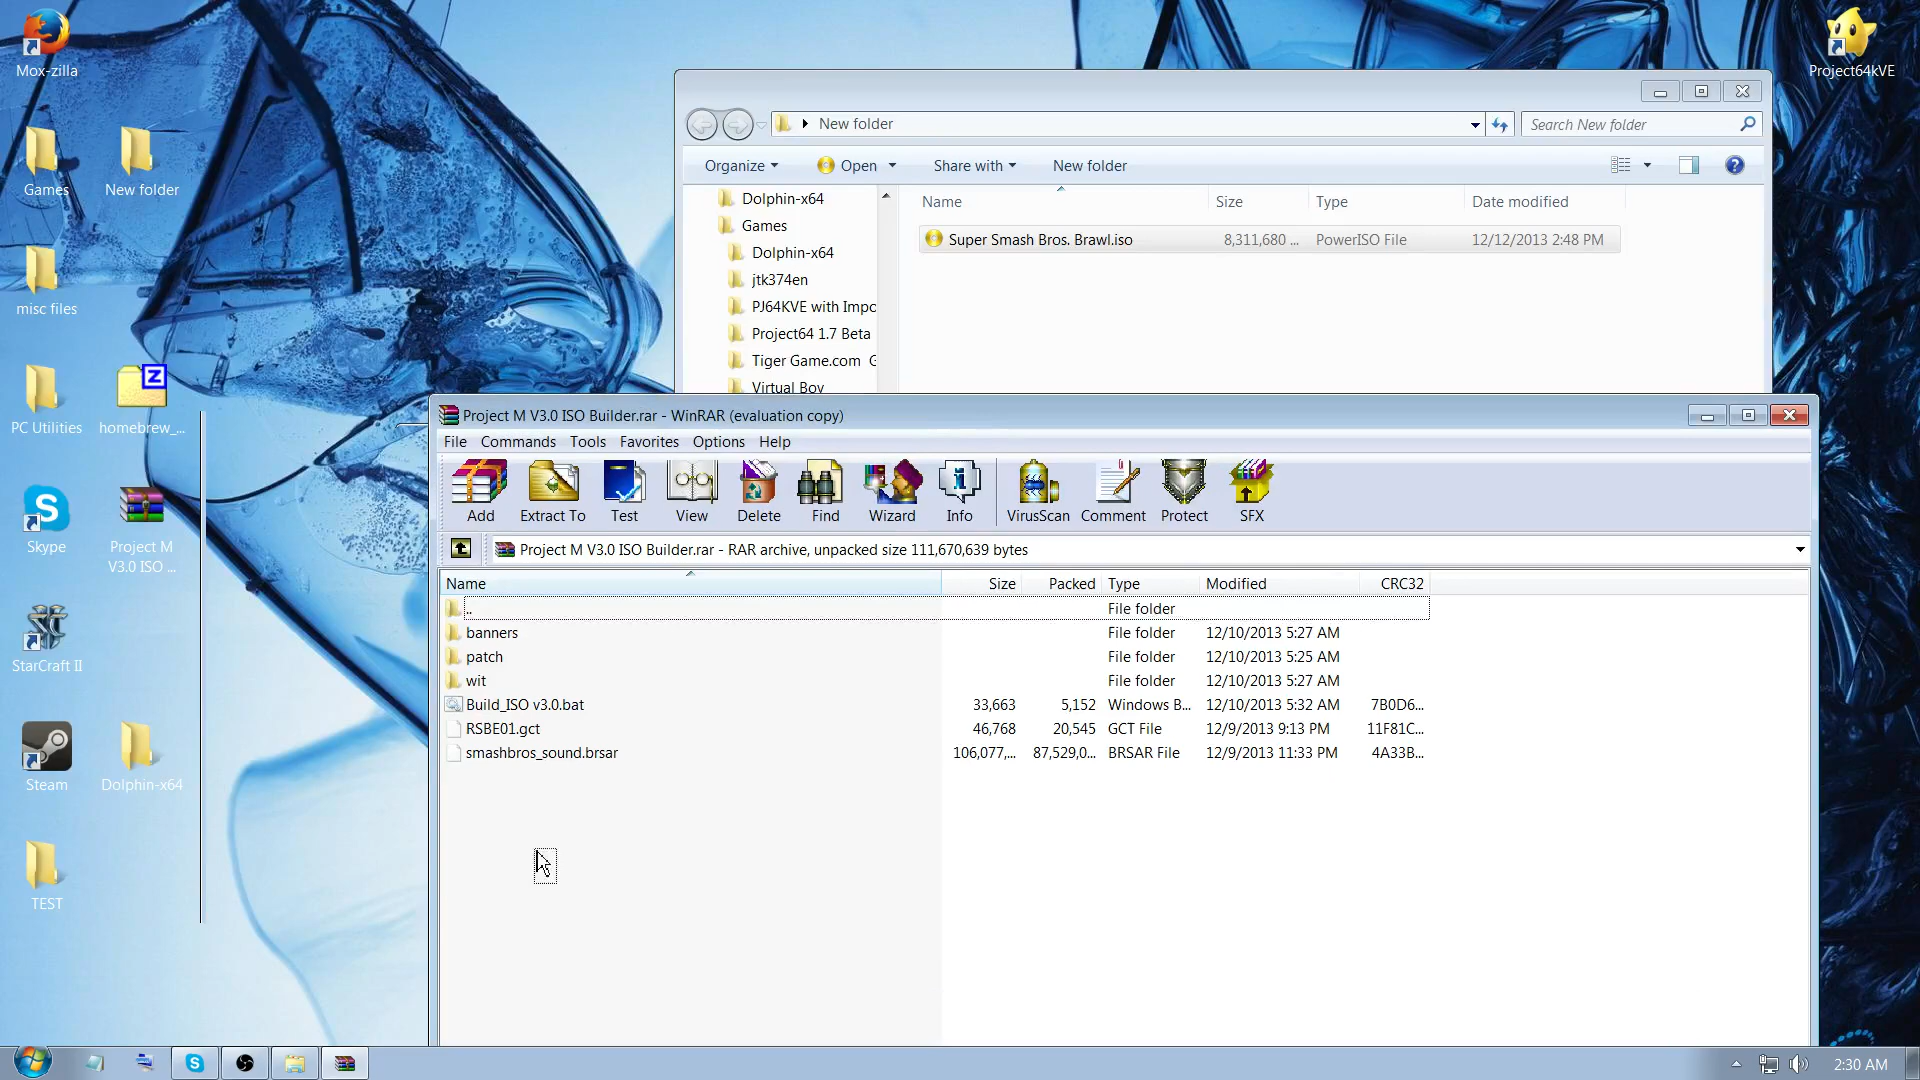 Mox-zilla
Games
New folder
misc files
PC Utilities
homebrew_...
Skype
Project M
V3.0 ISO ...
StarCraft II
Steam
Dolphin-x64
TEST
Project64kVE
New folder
Search New folder
Organize
Open
Share with
New folder
Dolphin-x64
Games
Dolphin-x64
jtk374en
PJ64KVE with Impo
Project64 1.7 Beta
Tiger Game.com G
Virtual Boy
Name Size Type Date modified
Super Smash Bros. Brawl.iso 8,311,680 ... PowerISO File 12/12/2013 2:48 PM
Project M V3.0 ISO Builder.rar - WinRAR (evaluation copy)
File Commands Tools Favorites Options Help
Add Extract To Test View Delete Find Wizard Info VirusScan Comment Protect SFX
Project M V3.0 ISO Builder.rar - RAR archive, unpacked size 111,670,639 bytes
Name Size Packed Type Modified CRC32
.. File folder
banners File folder 12/10/2013 5:27 AM
patch File folder 12/10/2013 5:25 AM
wit File folder 12/10/2013 5:27 AM
Build_ISO v3.0.bat 33,663 5,152 Windows B... 12/10/2013 5:32 AM 7B0D6...
RSBE01.gct 46,768 20,545 GCT File 12/9/2013 9:13 PM 11F81C...
smashbros_sound.brsar 106,077,... 87,529,0... BRSAR File 12/9/2013 11:33 PM 4A33B...
2:30 AM